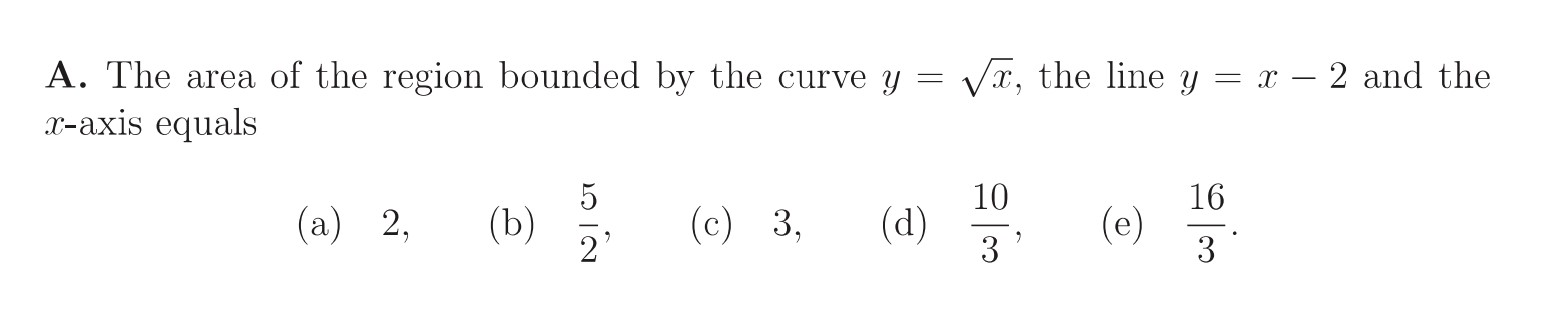 A. The area of the region bounded by the curve y = √x, the line y = x − 2 and the
x-axis equals
(a) 2, (b) 5/2, (c) 3, (d) 10/3, (e) 16/3.